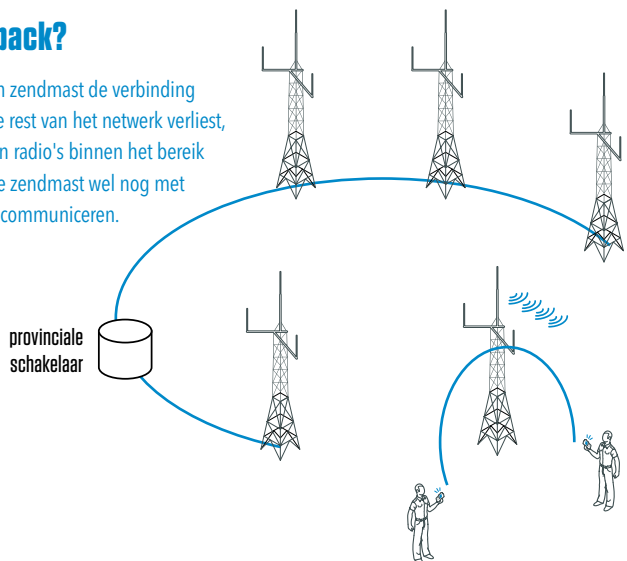 back?
n zendmast de verbinding
e rest van het netwerk verliest,
n radio's binnen het bereik
e zendmast wel nog met
communiceren.
provinciale
schakelaar